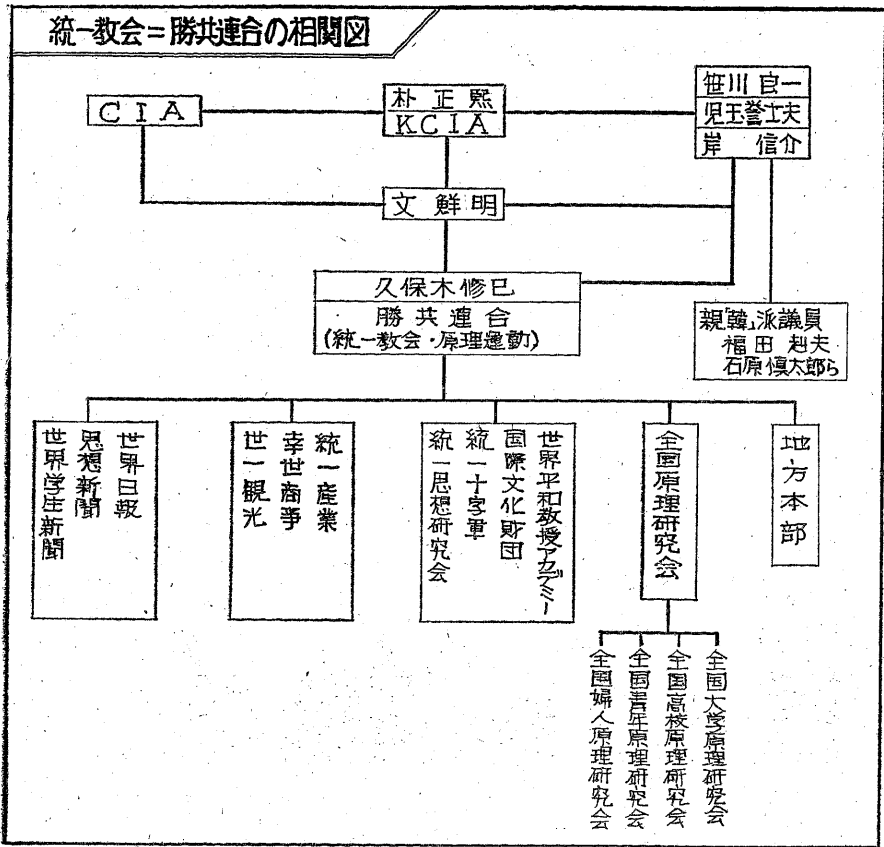 統一教会=勝共連合の相関図
CIA
朴正熙
KCIA
笹川良一
児玉誉士夫
岸信介
文鮮明
久保木修巳
勝共連合
(統一教会・原理運動)
親「韓」派議員
福田赳夫
石原慎太郎ら
世界日報
思想新聞
世界学生新聞
統一産業
幸世商事
世一観光
世界平和教授アカデミー
国際文化財団
統一十字軍
統一思想研究会
全国原理研究会
地方本部
全国大学原理研究会
全国高校原理研究会
全国青年原理研究会
全国婦人原理研究会